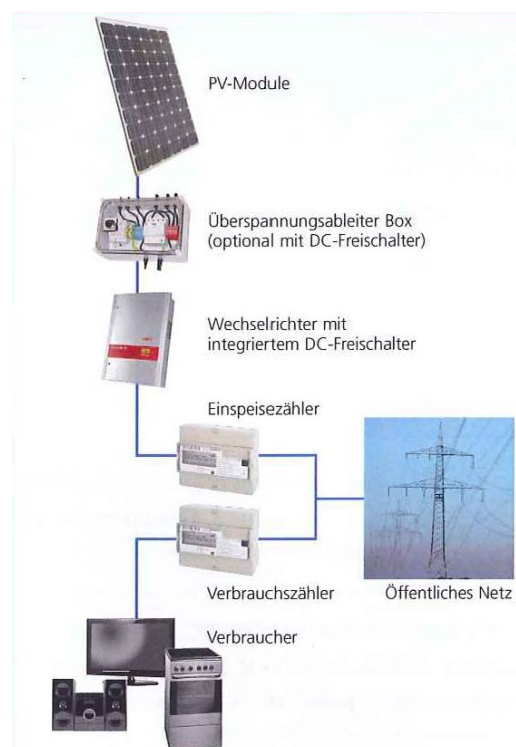 PV-Module
Überspannungsableiter Box
(optional mit DC-Freischalter)
Wechselrichter mit
integriertem DC-Freischalter
Einspeisezähler
Verbrauchszähler
Öffentliches Netz
Verbraucher